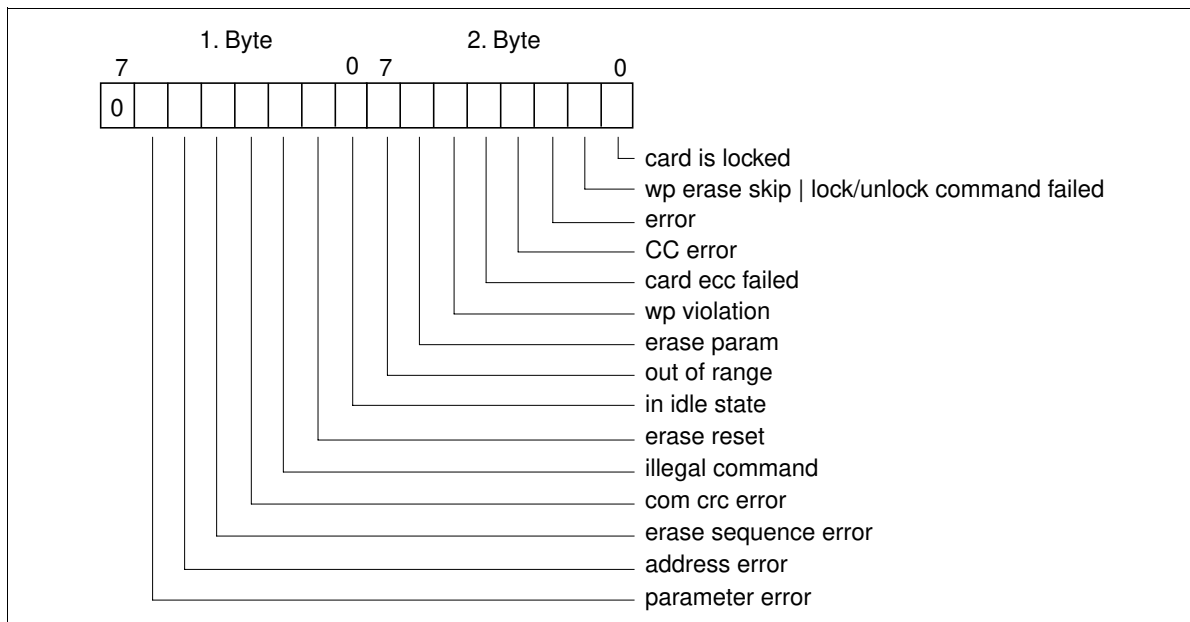 1. Byte 2. Byte
7 0 7 0
0
card is locked
wp erase skip | lock/unlock command failed
error
CC error
card ecc failed
wp violation
erase param
out of range
in idle state
erase reset
illegal command
com crc error
erase sequence error
address error
parameter error